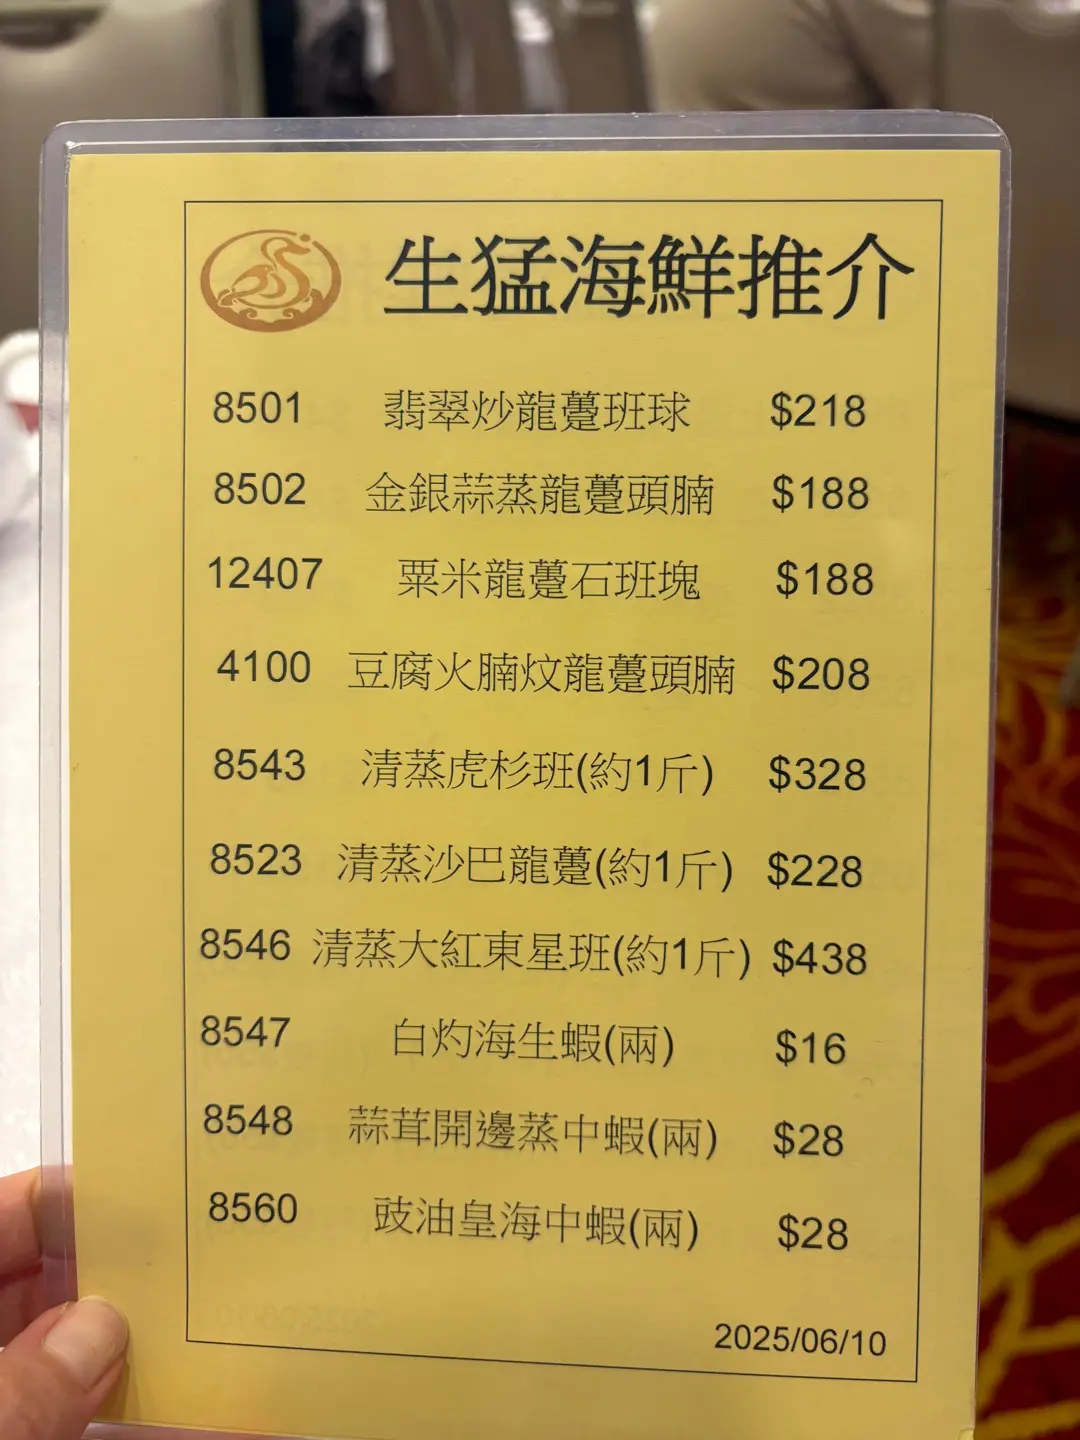 生猛海鮮推介
8501 翡翠炒龍躉班球 $218
8502 金銀蒜蒸龍躉頭腩 $188
12407 粟米龍躉石班塊 $188
4100 豆腐火腩炆龍躉頭腩 $208
8543 清蒸虎杉班(約1斤) $328
8523 清蒸沙巴龍躉(約1斤) $228
8546 清蒸大紅東星班(約1斤) $438
8547 白灼海生蝦(兩) $16
8548 蒜茸開邊蒸中蝦(兩) $28
8560 豉油皇海中蝦(兩) $28
2025/06/10